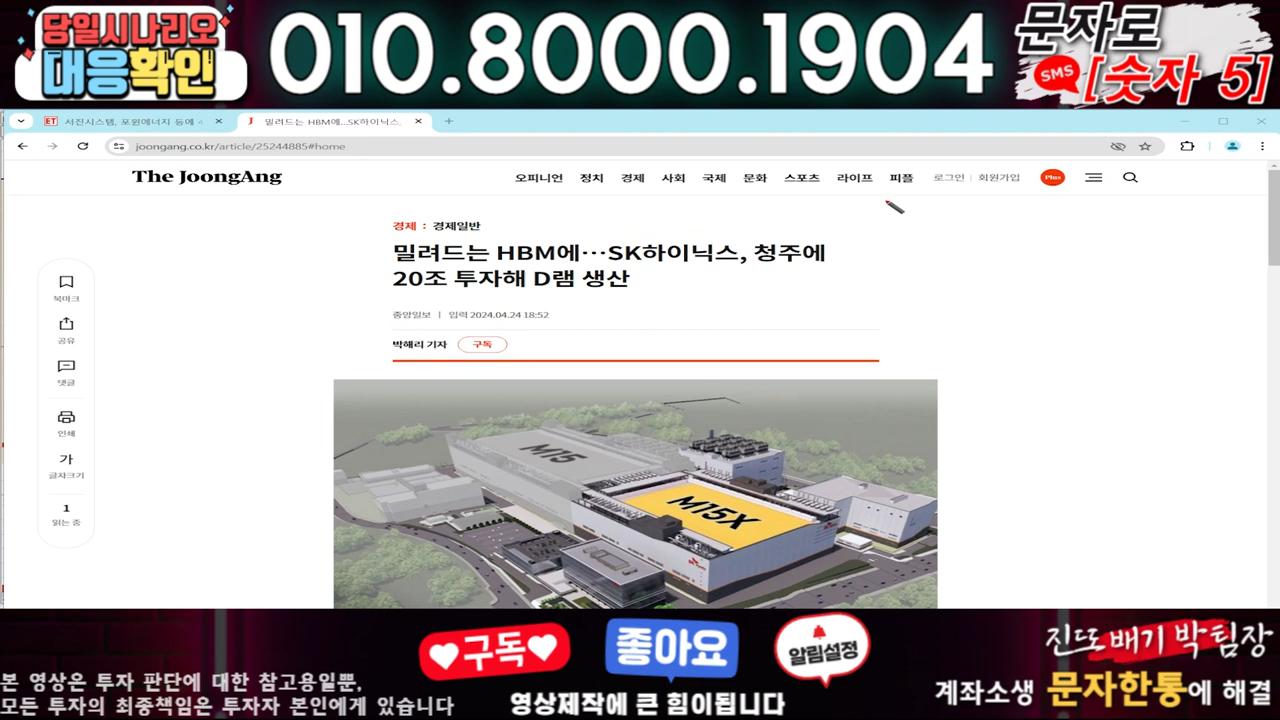 당일시나리오
대응확인
010.8000.1904
문자로
SMS
[숫자 5]
ET 서진시스템, 포윈에너지 등에
J 밀려드는 HBM에...SK하이닉스,
joongang.co.kr/article/25244885#home
The JoongAng
오피니언 정치 경제 사회 국제 문화 스포츠 라이프 피플 로그인 | 회원가입 Plus
경제 : 경제일반
밀려드는 HBM에…SK하이닉스, 청주에
20조 투자해 D램 생산
중앙일보 | 입력 2024.04.24 18:52
박해리 기자 구독
북마크
공유
댓글
인쇄
가
글자크기
1
읽는 중
M15
M15X
구독
좋아요
알림설정
영상제작에 큰 힘이됩니다
본 영상은 투자 판단에 대한 참고용일뿐,
모든 투자의 최종책임은 투자자 본인에게 있습니다
진또배기 박팀장
계좌소생 문자한통에 해결